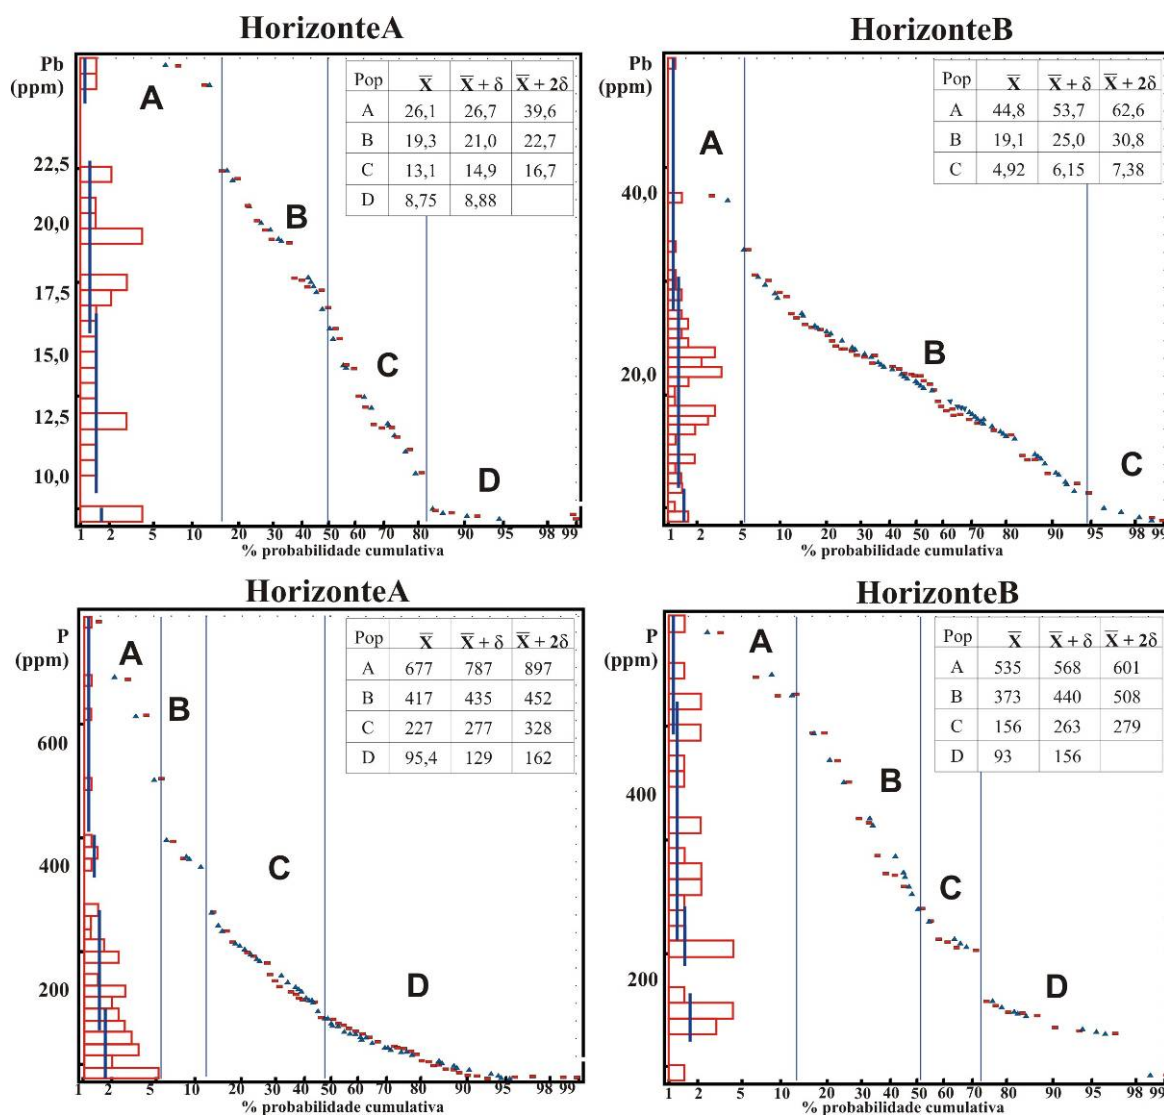 HorizonteA
Pb
(ppm)
22,5
20,0
17,5
15,0
12,5
10,0
A
B
C
D
Pop X̄ X̄ + δ X̄ + 2δ
A 26,1 26,7 39,6
B 19,3 21,0 22,7
C 13,1 14,9 16,7
D 8,75 8,88
1 2 5 10 20 30 40 50 60 70 80 90 95 98 99
% probabilidade cumulativa
HorizonteB
Pb
(ppm)
40,0
20,0
A
B
C
Pop X̄ X̄ + δ X̄ + 2δ
A 44,8 53,7 62,6
B 19,1 25,0 30,8
C 4,92 6,15 7,38
1 2 5 10 20 30 40 50 60 70 80 90 95 98 99
% probabilidade cumulativa
HorizonteA
P
(ppm)
600
400
200
A
B
C
D
Pop X̄ X̄ + δ X̄ + 2δ
A 677 787 897
B 417 435 452
C 227 277 328
D 95,4 129 162
1 2 5 10 20 30 40 50 60 70 80 90 95 98 99
% probabilidade cumulativa
HorizonteB
P
(ppm)
400
200
A
B
C
D
Pop X̄ X̄ + δ X̄ + 2δ
A 535 568 601
B 373 440 508
C 156 263 279
D 93 156
1 2 5 10 20 30 40 50 60 70 80 90 95 98 99
% probabilidade cumulativa